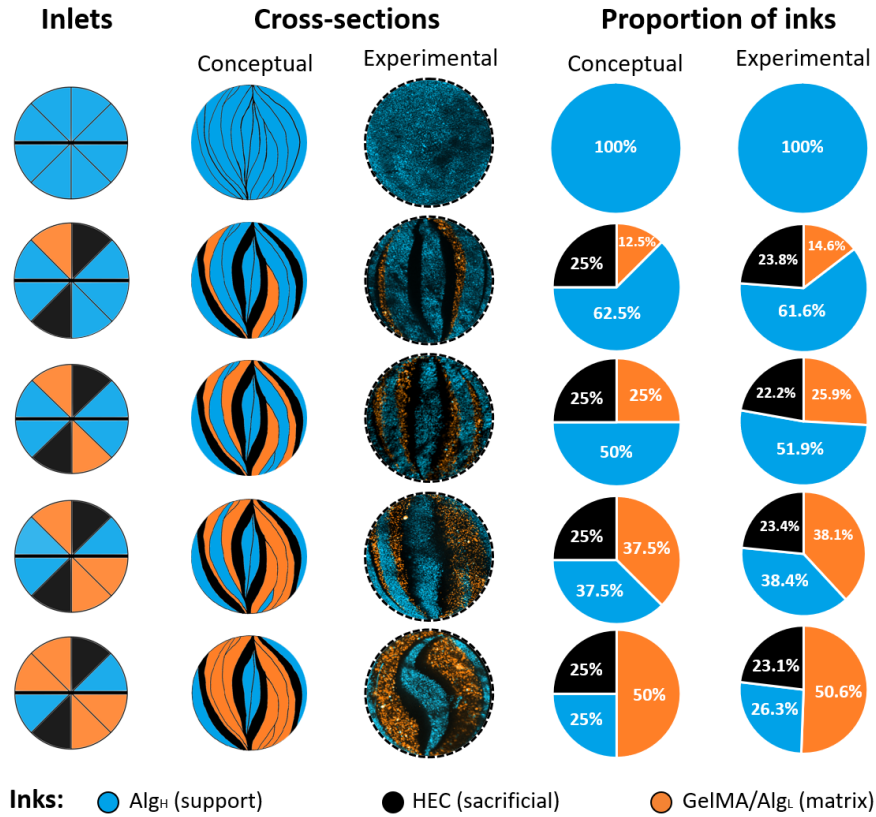 Inlets Cross-sections Proportion of inks
Conceptual Experimental Conceptual Experimental
100% 100%
25% 12.5% 62.5% 23.8% 14.6% 61.6%
25% 25% 50% 22.2% 25.9% 51.9%
25% 37.5% 37.5% 23.4% 38.1% 38.4%
25% 50% 25% 23.1% 50.6% 26.3%
Inks: AlgH (support) HEC (sacrificial) GelMA/AlgL (matrix)